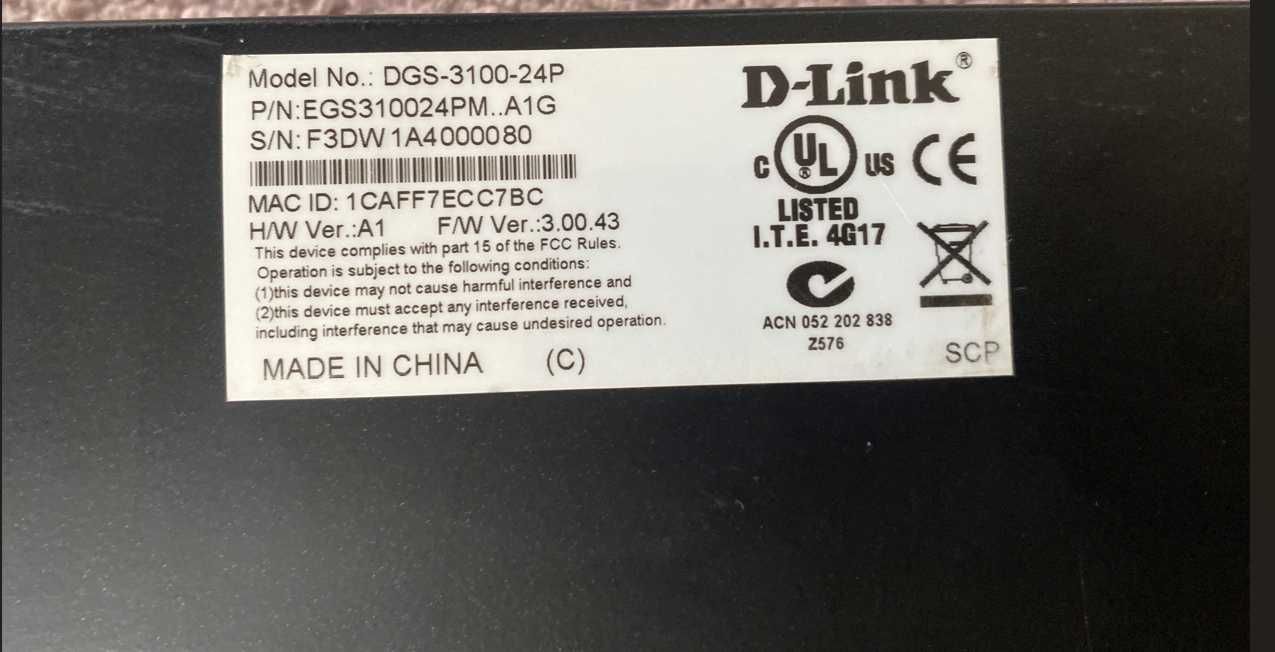 Model No.: DGS-3100-24P
P/N:EGS310024PM..A1G
S/N: F3DW1A4000080
MAC ID: 1CAFF7ECC7BC
H/W Ver.:A1 F/W Ver.:3.00.43
This device complies with part 15 of the FCC Rules.
Operation is subject to the following conditions:
(1)this device may not cause harmful interference and
(2)this device must accept any interference received,
including interference that may cause undesired operation.
MADE IN CHINA (C)
D-Link®
C UL® US CE
LISTED
I.T.E. 4G17
ACN 052 202 838
Z576
SCP